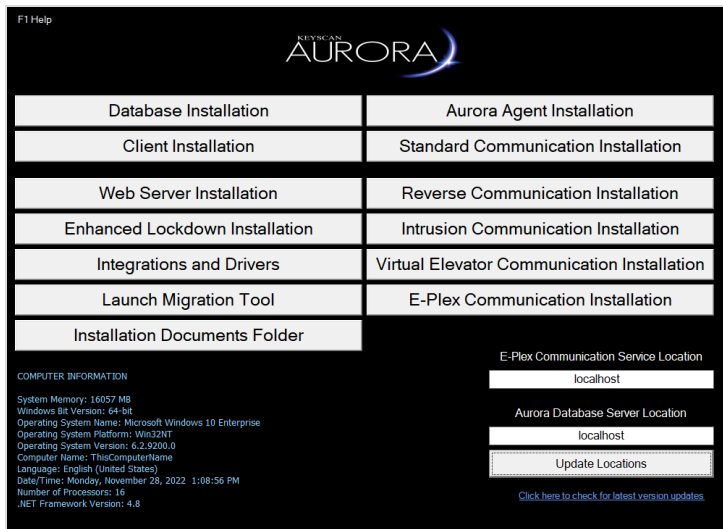 F1 Help
KEYSCAN
AURORA
Database Installation
Aurora Agent Installation
Client Installation
Standard Communication Installation
Web Server Installation
Reverse Communication Installation
Enhanced Lockdown Installation
Intrusion Communication Installation
Integrations and Drivers
Virtual Elevator Communication Installation
Launch Migration Tool
E-Plex Communication Installation
Installation Documents Folder
E-Plex Communication Service Location
localhost
Aurora Database Server Location
localhost
Update Locations
Click here to check for latest version updates
COMPUTER INFORMATION
System Memory: 16057 MB
Windows Bit Version: 64-bit
Operating System Name: Microsoft Windows 10 Enterprise
Operating System Platform: Win32NT
Operating System Version: 6.2.9200.0
Computer Name: ThisComputerName
Language: English (United States)
Date/Time: Monday, November 28, 2022 1:08:56 PM
Number of Processors: 16
.NET Framework Version: 4.8